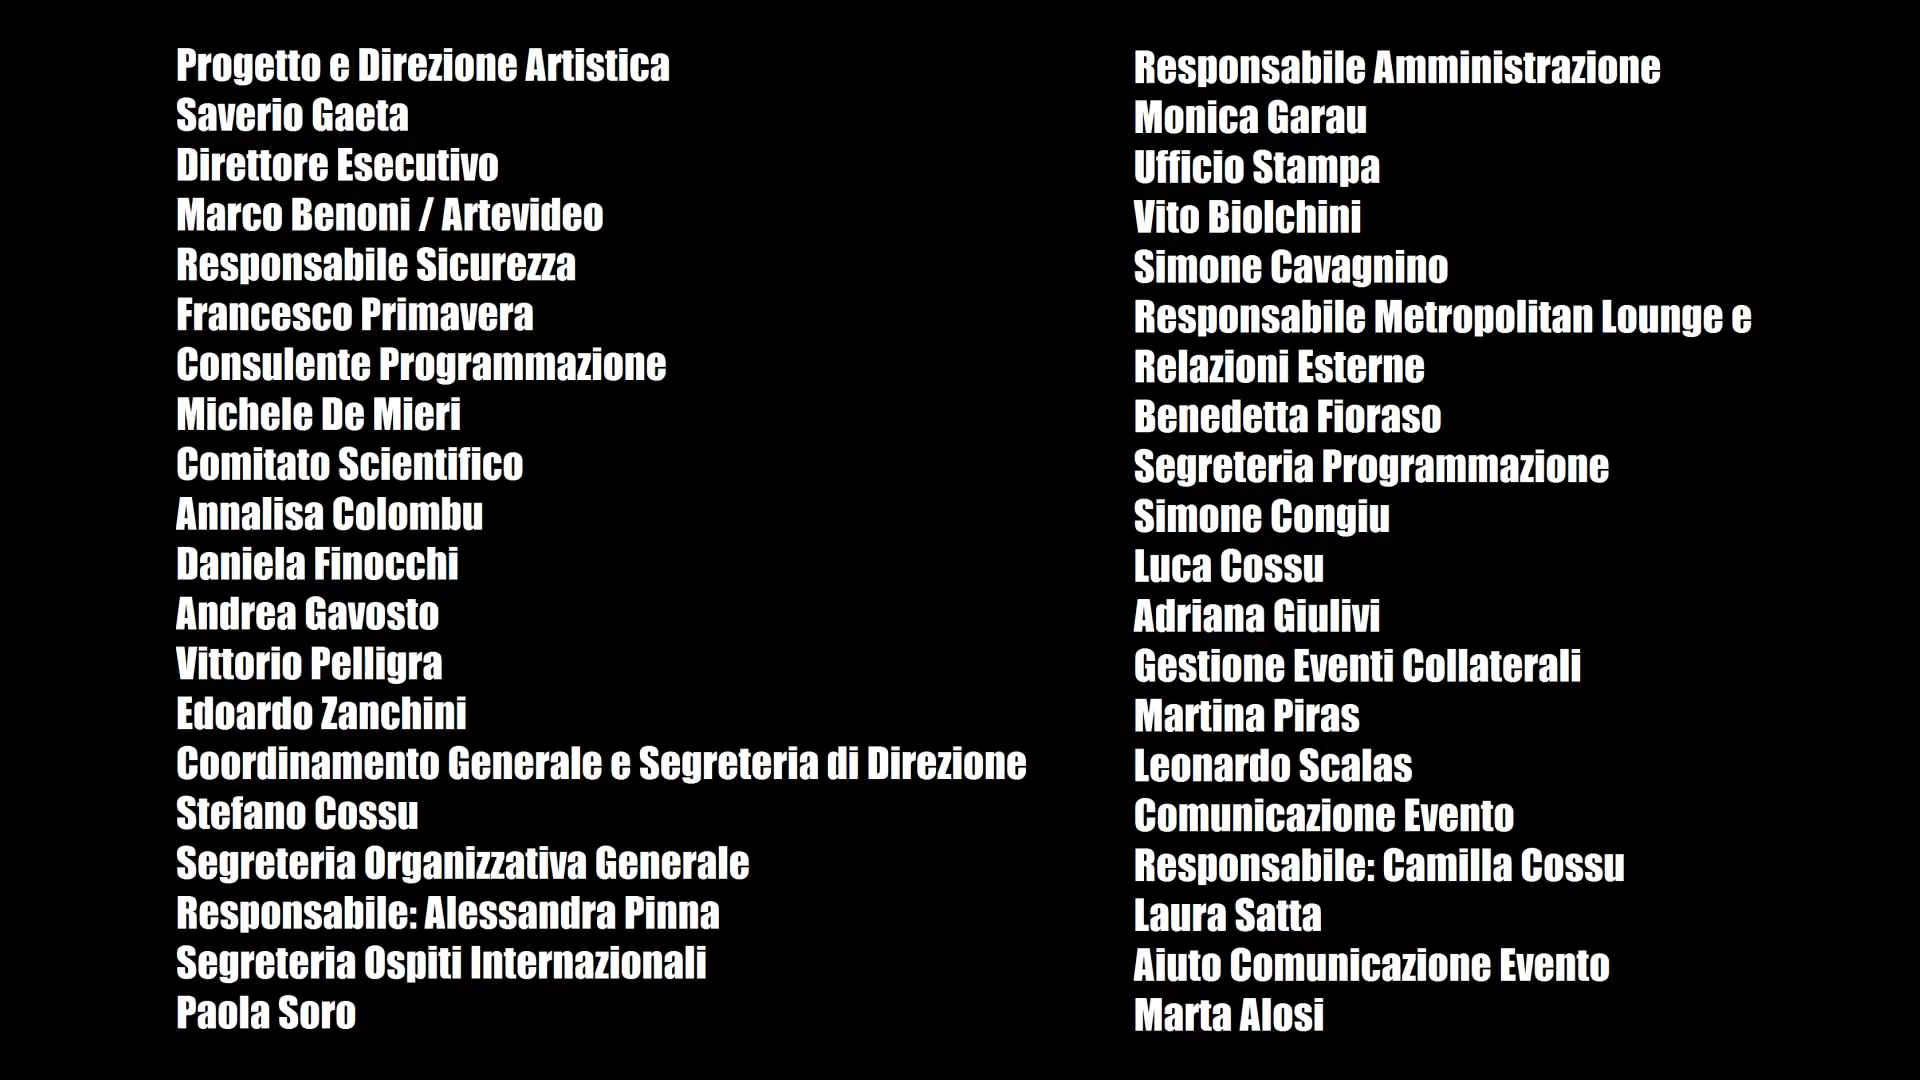 Progetto e Direzione Artistica
Saverio Gaeta
Direttore Esecutivo
Marco Benoni / Artevideo
Responsabile Sicurezza
Francesco Primavera
Consulente Programmazione
Michele De Mieri
Comitato Scientifico
Annalisa Colombu
Daniela Finocchi
Andrea Gavosto
Vittorio Pelligra
Edoardo Zanchini
Coordinamento Generale e Segreteria di Direzione
Stefano Cossu
Segreteria Organizzativa Generale
Responsabile: Alessandra Pinna
Segreteria Ospiti Internazionali
Paola Soro
Responsabile Amministrazione
Monica Garau
Ufficio Stampa
Vito Biolchini
Simone Cavagnino
Responsabile Metropolitan Lounge e
Relazioni Esterne
Benedetta Fioraso
Segreteria Programmazione
Simone Congiu
Luca Cossu
Adriana Giulivi
Gestione Eventi Collaterali
Martina Piras
Leonardo Scalas
Comunicazione Evento
Responsabile: Camilla Cossu
Laura Satta
Aiuto Comunicazione Evento
Marta Alosi